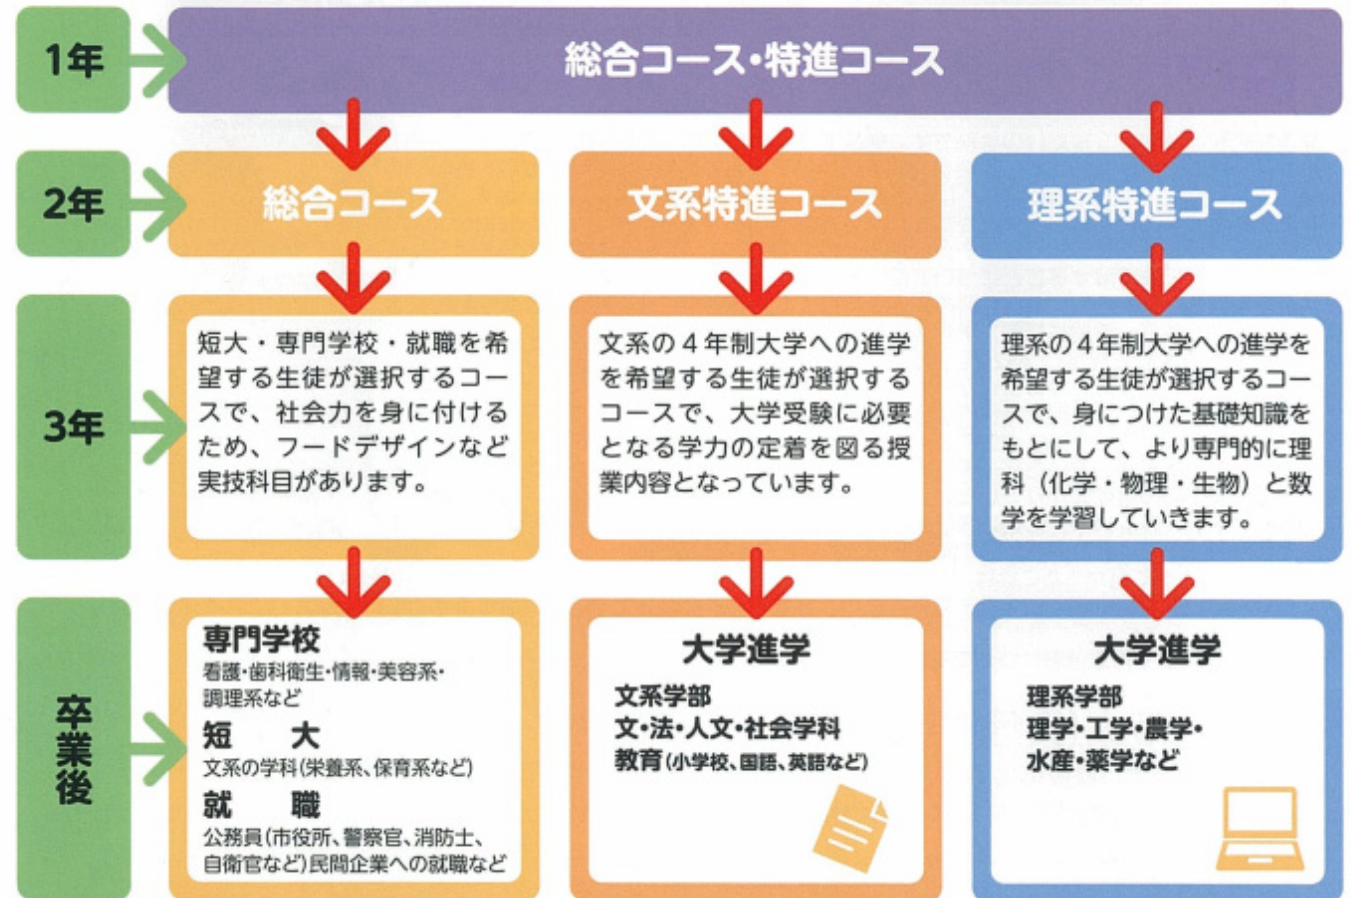 1年
総合コース・特進コース
2年
総合コース
文系特進コース
理系特進コース
3年
短大・専門学校・就職を希
望する生徒が選択するコー
スで、社会力を身に付ける
ため、フードデザインなど
実技科目があります。
文系の4年制大学への進学
を希望する生徒が選択する
コースで、大学受験に必要
となる学力の定着を図る授
業内容となっています。
理系の4年制大学への進学を
希望する生徒が選択するコー
スで、身につけた基礎知識を
もとにして、より専門的に理
科（化学・物理・生物）と数
学を学習していきます。
卒業後
専門学校
看護・歯科衛生・情報・美容系・
調理系など
短　大
文系の学科(栄養系、保育系など)
就　職
公務員(市役所、警察官、消防士、
自衛官など)民間企業への就職など
大学進学
文系学部
文・法・人文・社会学科
教育(小学校、国語、英語など)
大学進学
理系学部
理学・工学・農学・
水産・薬学など